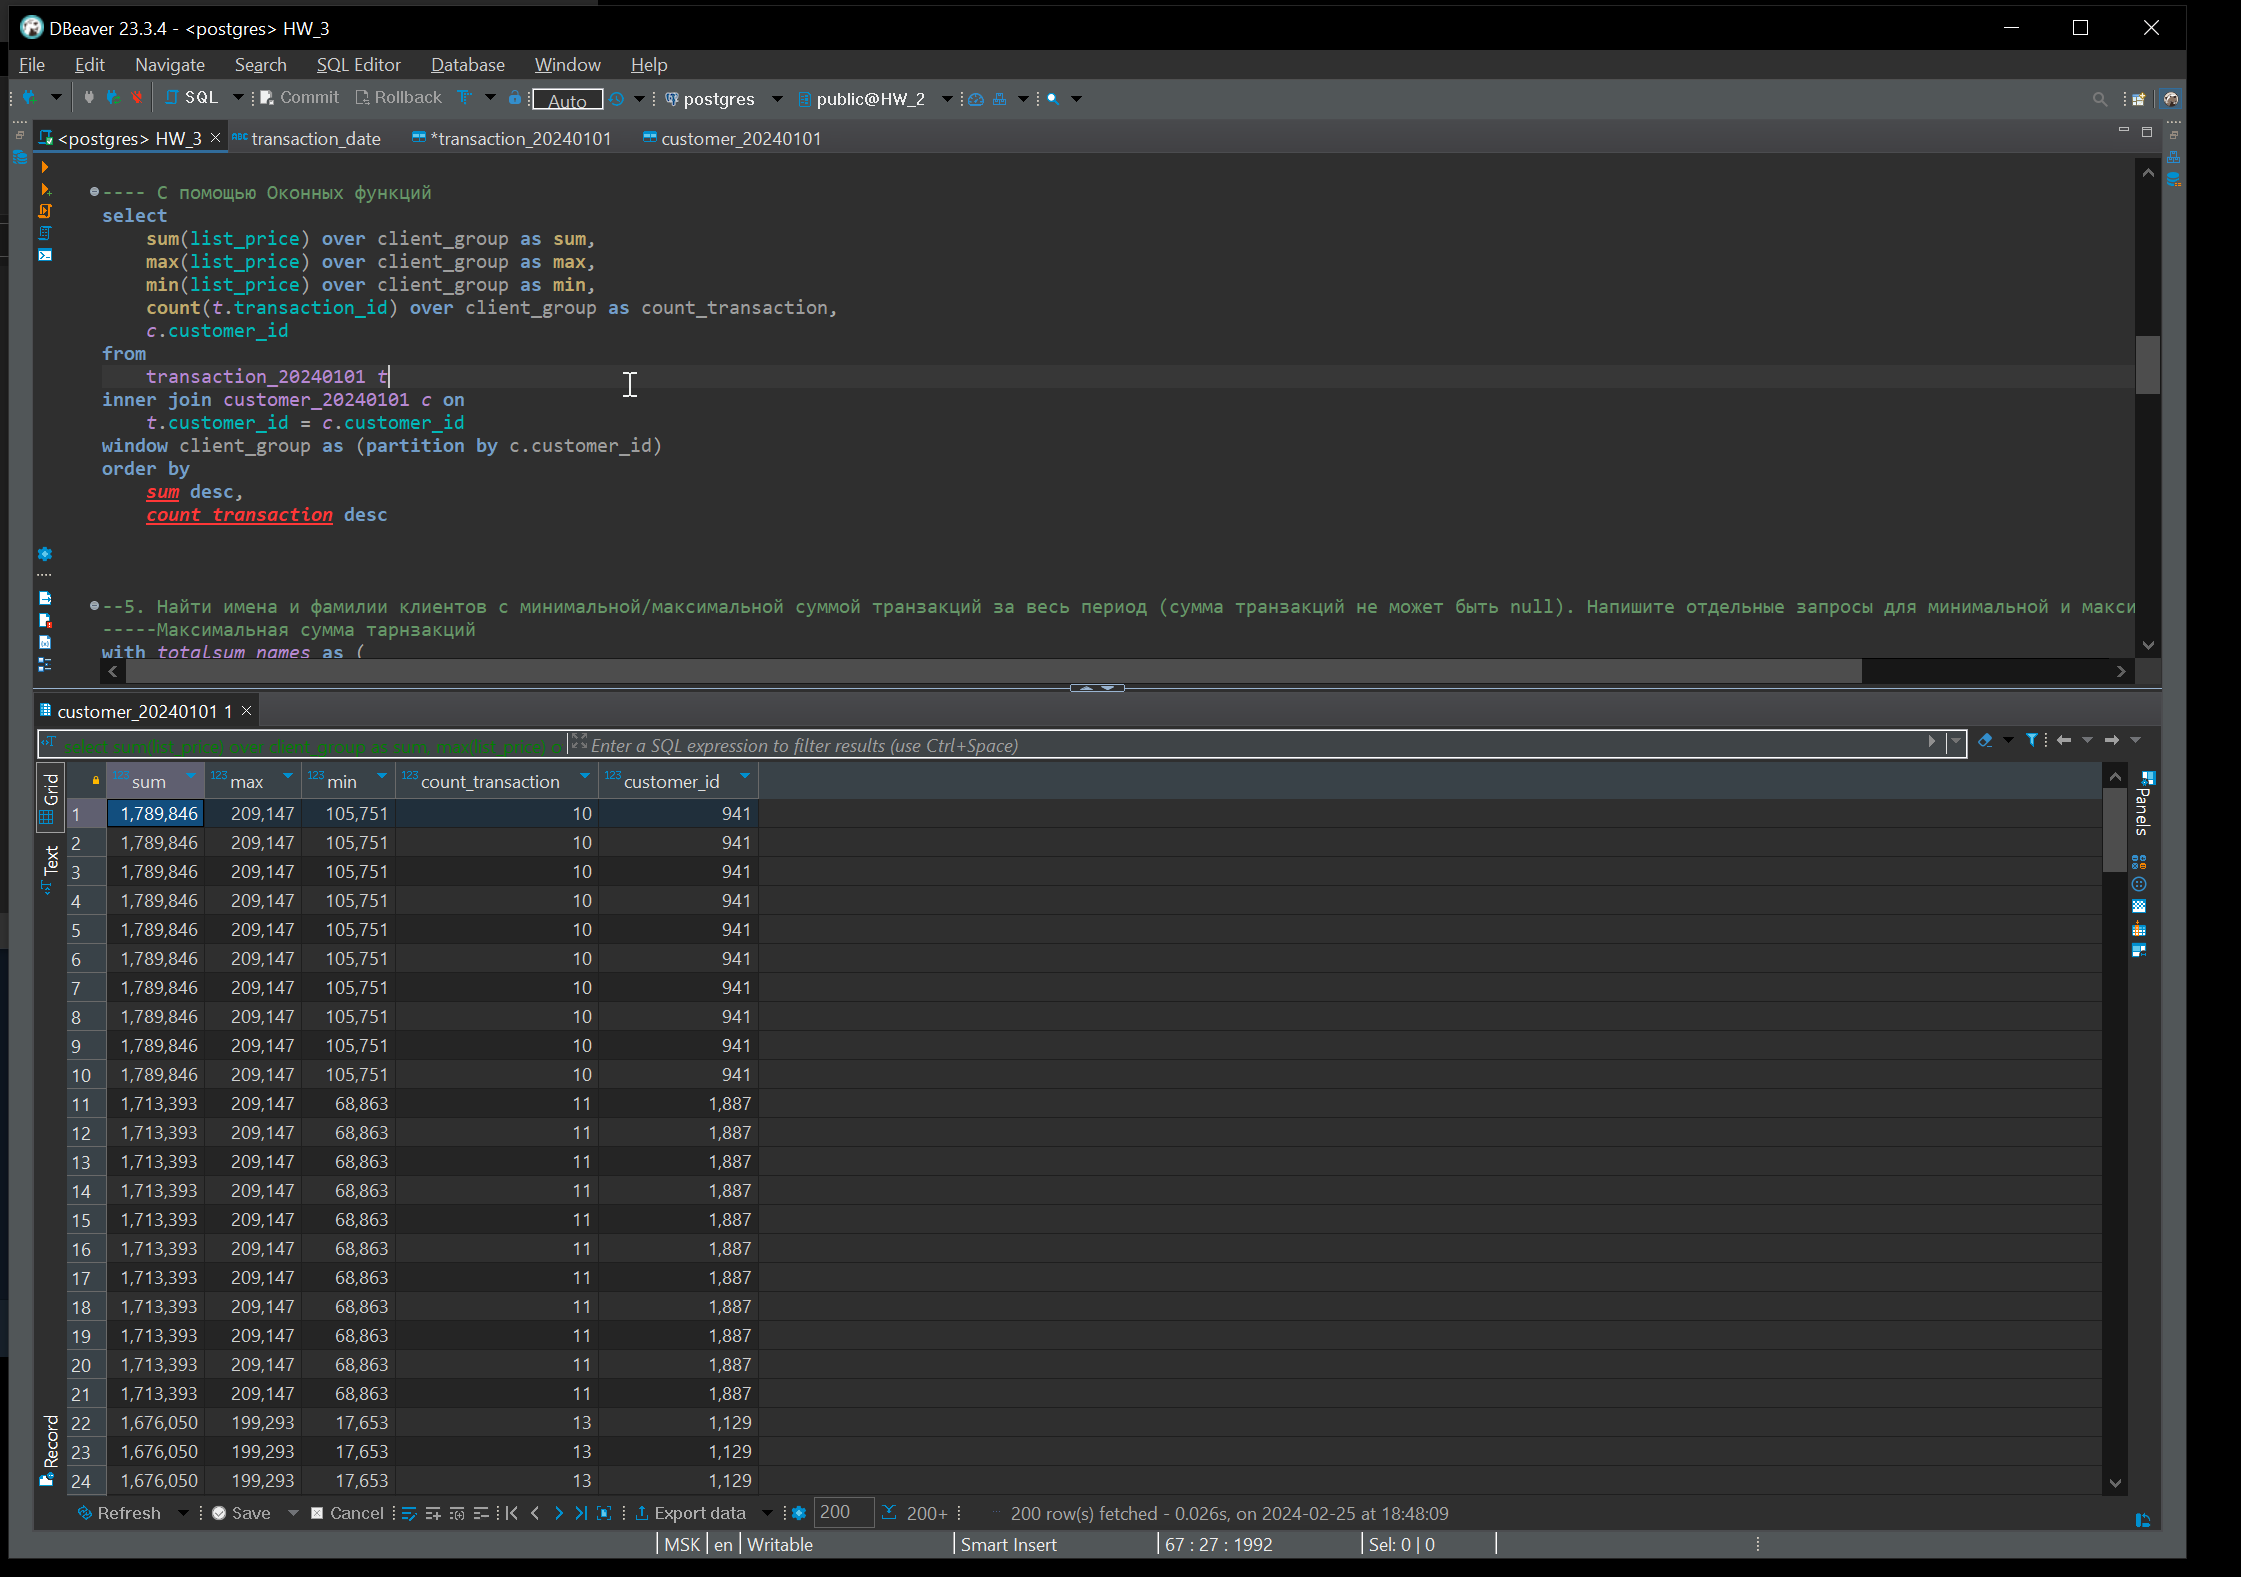 DBeaver 23.3.4 - <postgres> HW_3
File Edit Navigate Search SQL Editor Database Window Help
SQL Commit Rollback Auto postgres public@HW_2
<postgres> HW_3 ABC transaction_date *transaction_20240101 customer_20240101
---- С помощью Оконных функций
select
sum(list_price) over client_group as sum,
max(list_price) over client_group as max,
min(list_price) over client_group as min,
count(t.transaction_id) over client_group as count_transaction,
c.customer_id
from
transaction_20240101 t
inner join customer_20240101 c on
t.customer_id = c.customer_id
window client_group as (partition by c.customer_id)
order by
sum desc,
count_transaction desc
--5. Найти имена и фамилии клиентов с минимальной/максимальной суммой транзакций за весь период (сумма транзакций не может быть null). Напишите отдельные запросы для минимальной и макси
-----Максимальная сумма тарнзакций
with totalsum_names as (
customer_20240101 1
select sum(list_price) over client_group as sum, max(list_price) o Enter a SQL expression to filter results (use Ctrl+Space)
Grid
Text
Record
Panels
123 sum 123 max 123 min 123 count_transaction 123 customer_id
1 1,789,846 209,147 105,751 10 941
2 1,789,846 209,147 105,751 10 941
3 1,789,846 209,147 105,751 10 941
4 1,789,846 209,147 105,751 10 941
5 1,789,846 209,147 105,751 10 941
6 1,789,846 209,147 105,751 10 941
7 1,789,846 209,147 105,751 10 941
8 1,789,846 209,147 105,751 10 941
9 1,789,846 209,147 105,751 10 941
10 1,789,846 209,147 105,751 10 941
11 1,713,393 209,147 68,863 11 1,887
12 1,713,393 209,147 68,863 11 1,887
13 1,713,393 209,147 68,863 11 1,887
14 1,713,393 209,147 68,863 11 1,887
15 1,713,393 209,147 68,863 11 1,887
16 1,713,393 209,147 68,863 11 1,887
17 1,713,393 209,147 68,863 11 1,887
18 1,713,393 209,147 68,863 11 1,887
19 1,713,393 209,147 68,863 11 1,887
20 1,713,393 209,147 68,863 11 1,887
21 1,713,393 209,147 68,863 11 1,887
22 1,676,050 199,293 17,653 13 1,129
23 1,676,050 199,293 17,653 13 1,129
24 1,676,050 199,293 17,653 13 1,129
Refresh Save Cancel Export data 200 200+ 200 row(s) fetched - 0.026s, on 2024-02-25 at 18:48:09
MSK en Writable Smart Insert 67 : 27 : 1992 Sel: 0 | 0